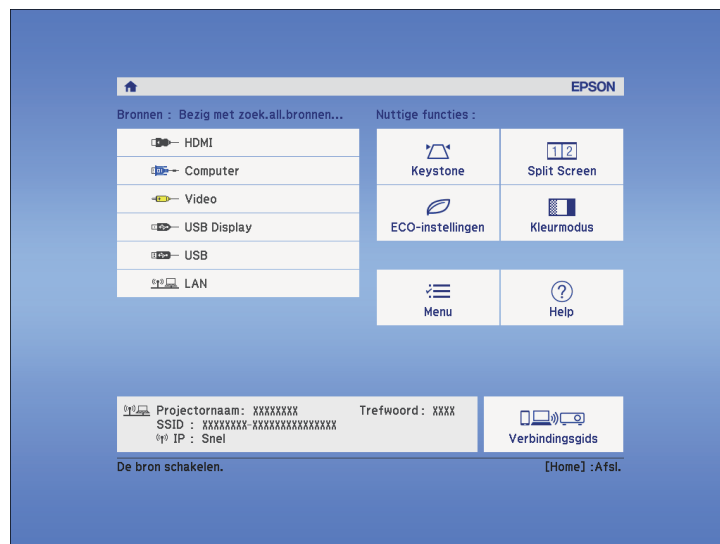 EPSON
Bronnen : Bezig met zoek.all.bronnen...
HDMI
Computer
Video
USB Display
USB
LAN
Nuttige functies :
Keystone
1 2
Split Screen
ECO-instellingen
Kleurmodus
Menu
?
Help
Projectornaam: XXXXXXXX Trefwoord : XXXX
SSID : XXXXXXXX-XXXXXXXXXXXXXXX
IP : Snel
Verbindingsgids
De bron schakelen. [Home] :Afsl.